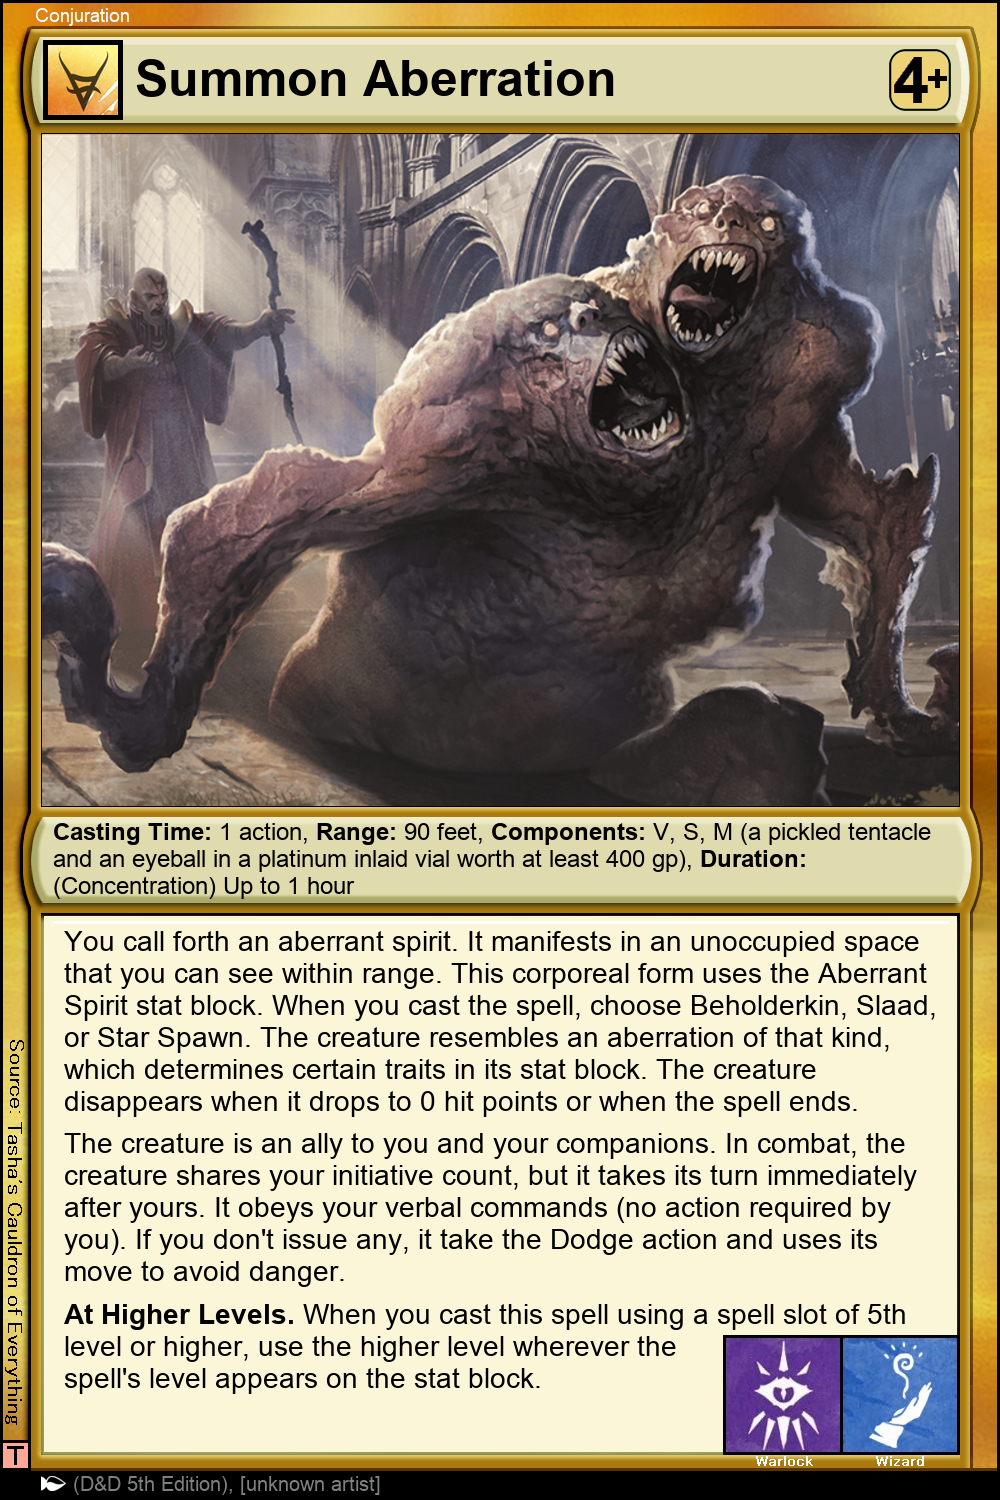 Conjuration
Summon Aberration
4+
Casting Time: 1 action, Range: 90 feet, Components: V, S, M (a pickled tentacle
and an eyeball in a platinum inlaid vial worth at least 400 gp), Duration:
(Concentration) Up to 1 hour
You call forth an aberrant spirit. It manifests in an unoccupied space
that you can see within range. This corporeal form uses the Aberrant
Spirit stat block. When you cast the spell, choose Beholderkin, Slaad,
or Star Spawn. The creature resembles an aberration of that kind,
which determines certain traits in its stat block. The creature
disappears when it drops to 0 hit points or when the spell ends.
The creature is an ally to you and your companions. In combat, the
creature shares your initiative count, but it takes its turn immediately
after yours. It obeys your verbal commands (no action required by
you). If you don't issue any, it take the Dodge action and uses its
move to avoid danger.
At Higher Levels. When you cast this spell using a spell slot of 5th
level or higher, use the higher level wherever the
spell's level appears on the stat block.
Warlock
Wizard
Source: Tasha's Cauldron of Everything
T
(D&D 5th Edition), [unknown artist]